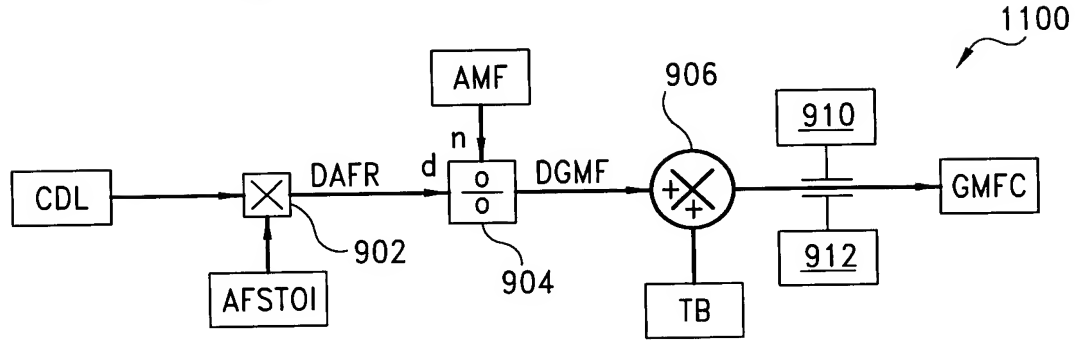 1100
AMF
906
910
n
d
DAFR
DGMF
CDL
GMFC
902
904
912
AFSTOI
TB